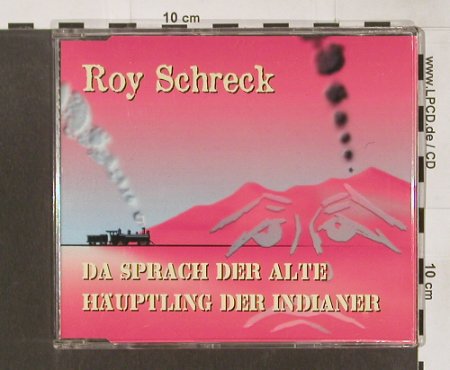 10 cm
Roy Schreck
DA SPRACH DER ALTE
HÄUPTLING DER INDIANER
www.LPCD.de / CD
10 cm